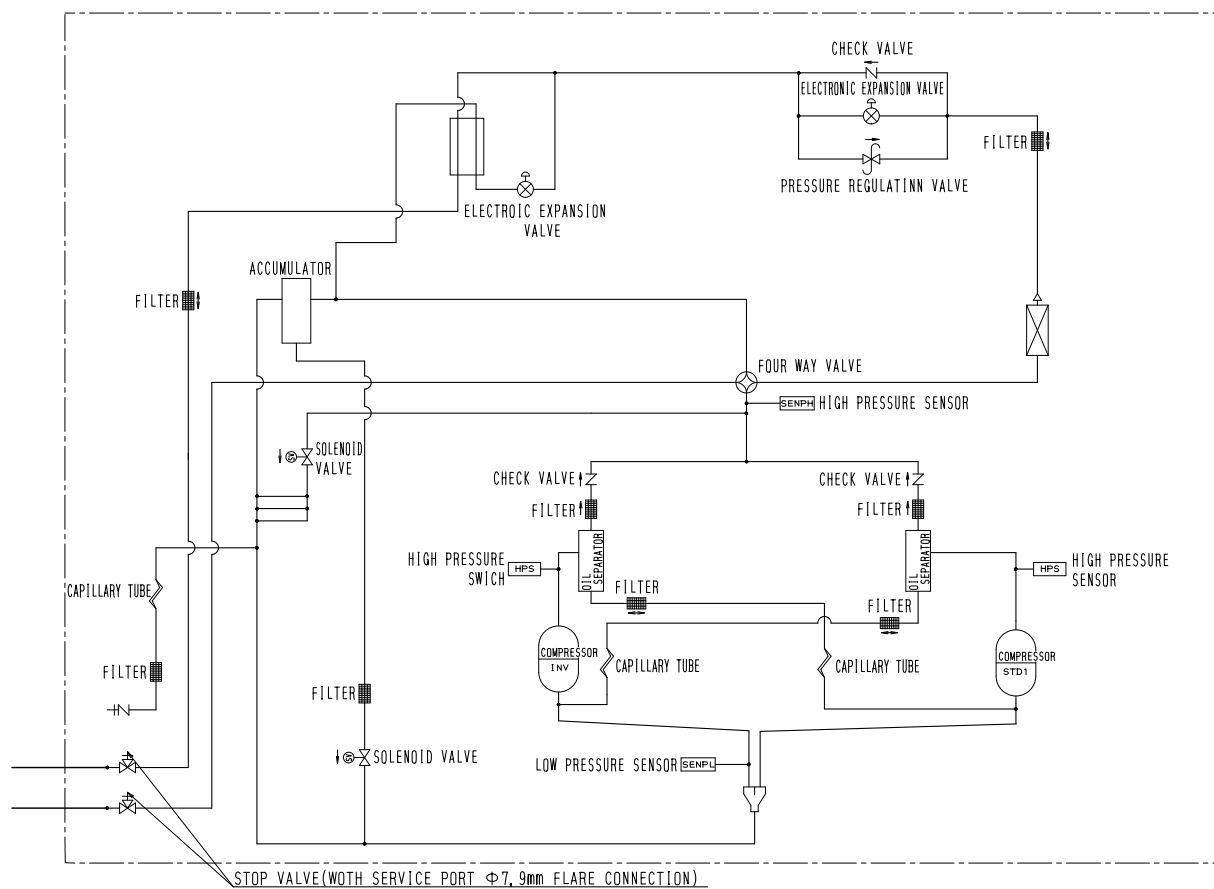 CHECK VALVE
ELECTRONIC EXPANSION VALVE
FILTER
PRESSURE REGULATINN VALVE
ELECTROIC EXPANSION
VALVE
ACCUMULATOR
FILTER
FOUR WAY VALVE
SENPH HIGH PRESSURE SENSOR
SOLENOID
VALVE
SV
CHECK VALVE
CHECK VALVE
FILTER
FILTER
HIGH PRESSURE
SWICH
HPS
OIL
SEPARATOR
OIL
SEPARATOR
HPS
HIGH PRESSURE
SENSOR
CAPILLARY TUBE
FILTER
FILTER
COMPRESSOR
INV
CAPILLARY TUBE
CAPILLARY TUBE
COMPRESSOR
STD1
FILTER
FILTER
SV
SOLENOID VALVE
LOW PRESSURE SENSOR SENPL
STOP VALVE(WOTH SERVICE PORT Φ7,9mm FLARE CONNECTION)